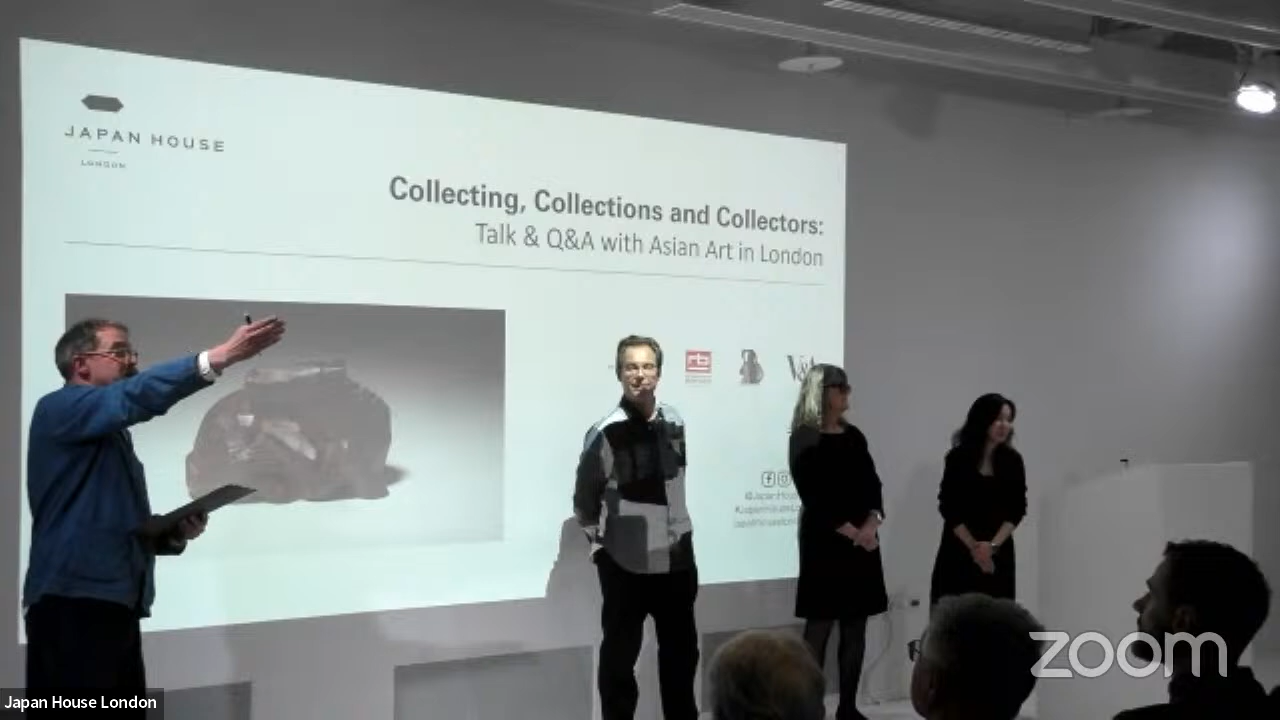 JAPAN HOUSE
LONDON
Collecting, Collections and Collectors:
Talk & Q&A with Asian Art in London
V&A
zoom
Japan House London